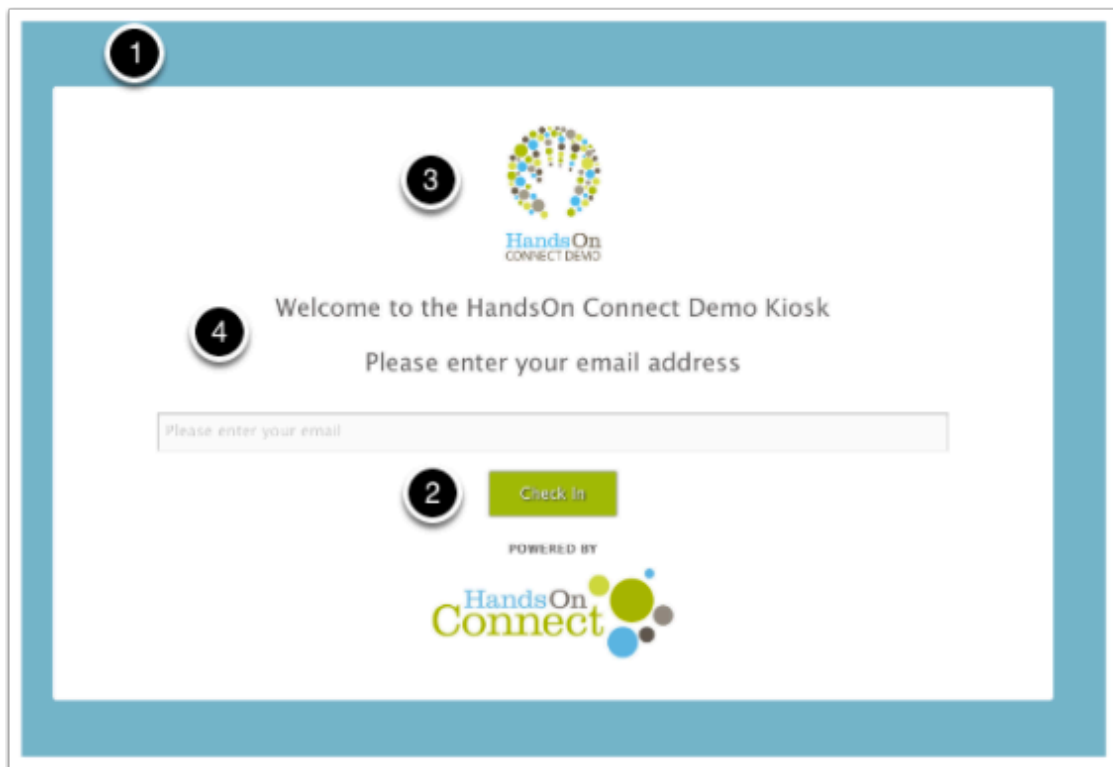 1
3
HandsOn
CONNECT DEMO
4
Welcome to the HandsOn Connect Demo Kiosk
Please enter your email address
Please enter your email
2
Check In
POWERED BY
HandsOn
Connect